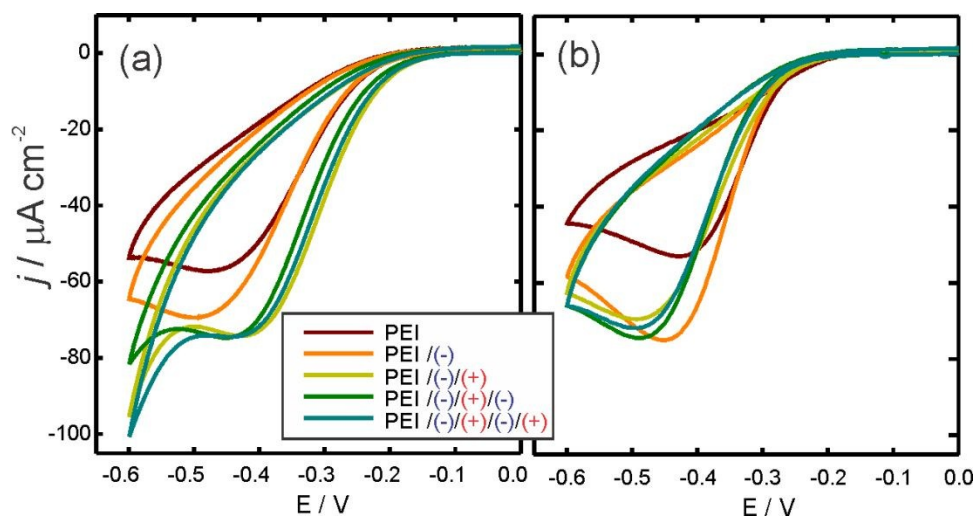 (a)
(b)
0
-20
-40
-60
-80
-100
j / μA cm-2
PEI
PEI /(-)
PEI /(-)/(+)
PEI /(-)/(+)/(-)
PEI /(-)/(+)/(-)/(+)
-0.6 -0.5 -0.4 -0.3 -0.2 -0.1 0.0
-0.6 -0.5 -0.4 -0.3 -0.2 -0.1 0.0
E / V
E / V